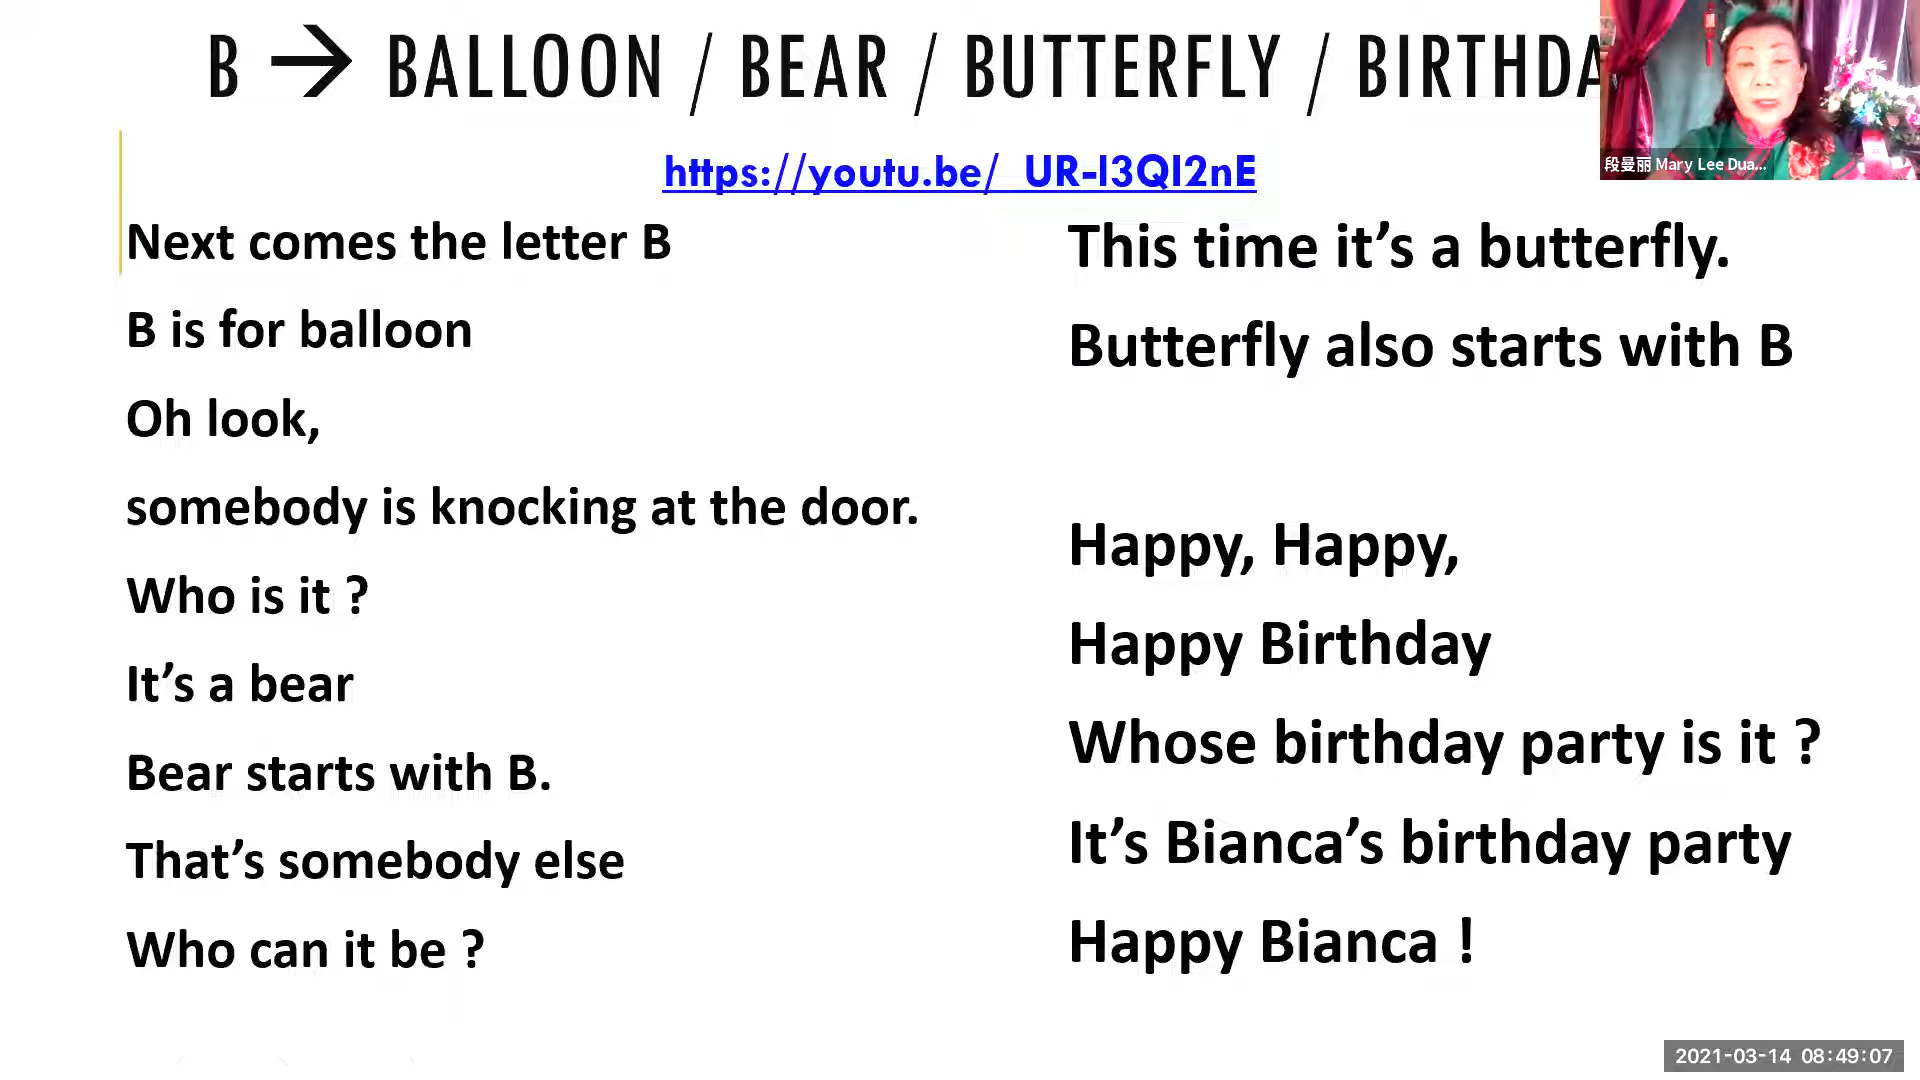 B → BALLOON / BEAR / BUTTERFLY / BIRTHDA
段曼丽 Mary Lee Dua...
https://youtu.be/_UR-I3QI2nE
Next comes the letter B
B is for balloon
Oh look,
somebody is knocking at the door.
Who is it ?
It’s a bear
Bear starts with B.
That’s somebody else
Who can it be ?
This time it’s a butterfly.
Butterfly also starts with B
Happy, Happy,
Happy Birthday
Whose birthday party is it ?
It’s Bianca’s birthday party
Happy Bianca !
2021-03-14 08:49:07